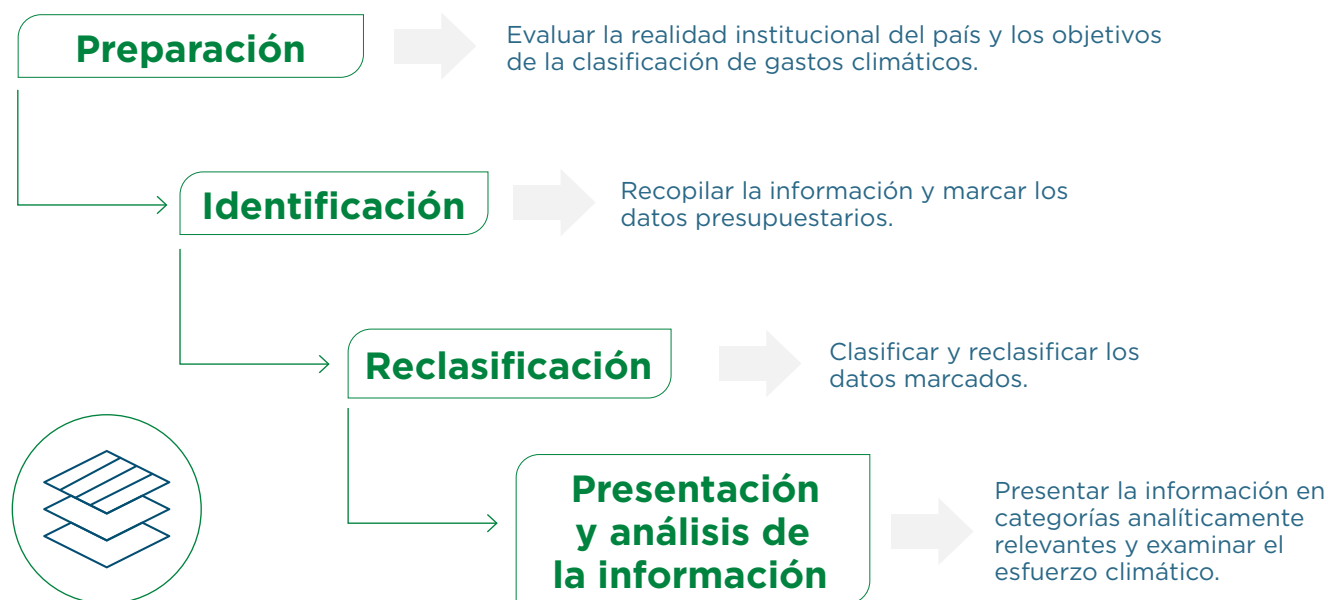 Preparación
Evaluar la realidad institucional del país y los objetivos
de la clasificación de gastos climáticos.
Identificación
Recopilar la información y marcar los
datos presupuestarios.
Reclasificación
Clasificar y reclasificar los
datos marcados.
Presentación
y análisis de
la información
Presentar la información en
categorías analíticamente
relevantes y examinar el
esfuerzo climático.